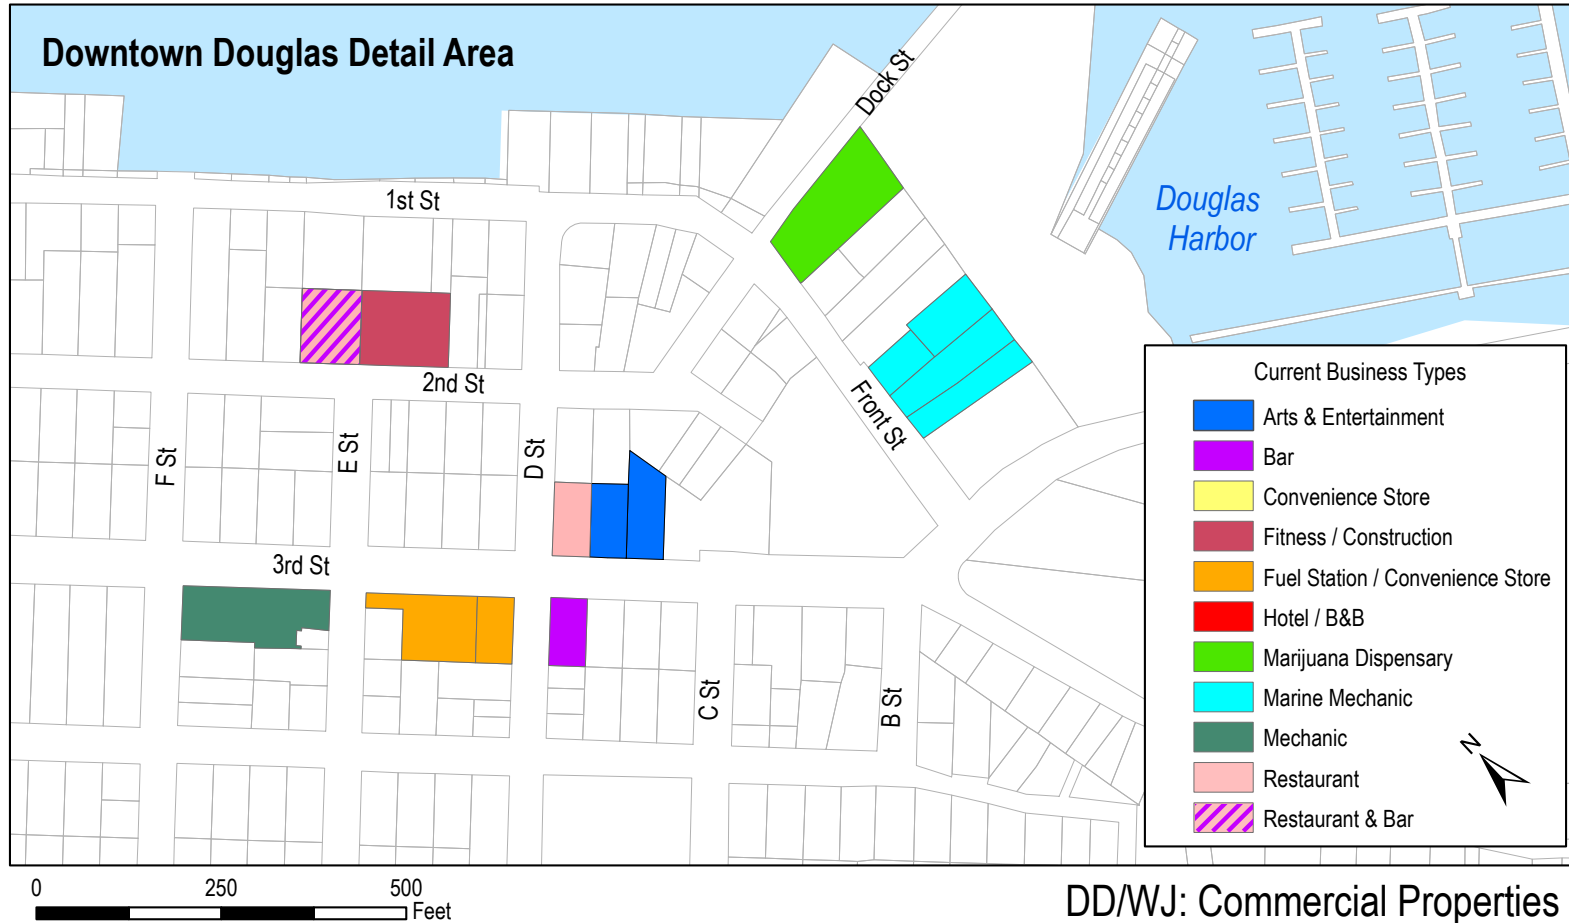 Downtown Douglas Detail Area
Dock St
1st St
Douglas
Harbor
2nd St
Front St
F St
E St
D St
3rd St
C St
B St
Current Business Types
Arts & Entertainment
Bar
Convenience Store
Fitness / Construction
Fuel Station / Convenience Store
Hotel / B&B
Marijuana Dispensary
Marine Mechanic
Mechanic
Restaurant
Restaurant & Bar
N
0 250 500
Feet
DD/WJ: Commercial Properties